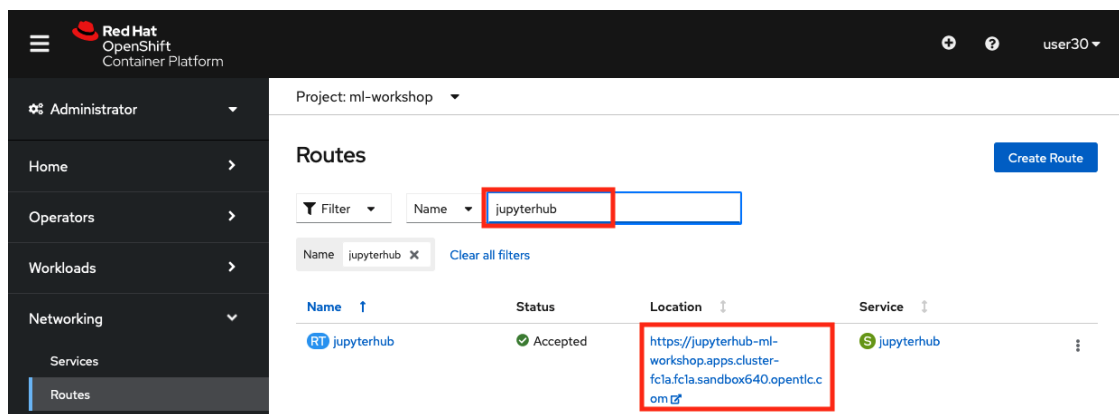 Red Hat
OpenShift
Container Platform
user30
Administrator
Project: ml-workshop
Home
Operators
Workloads
Networking
Services
Routes
Routes
Create Route
Filter
Name
jupyterhub
Name jupyterhub
Clear all filters
Name
Status
Location
Service
RT jupyterhub
Accepted
https://jupyterhub-ml-
workshop.apps.cluster-
fc1a.fc1a.sandbox640.opentlc.c
om
S jupyterhub